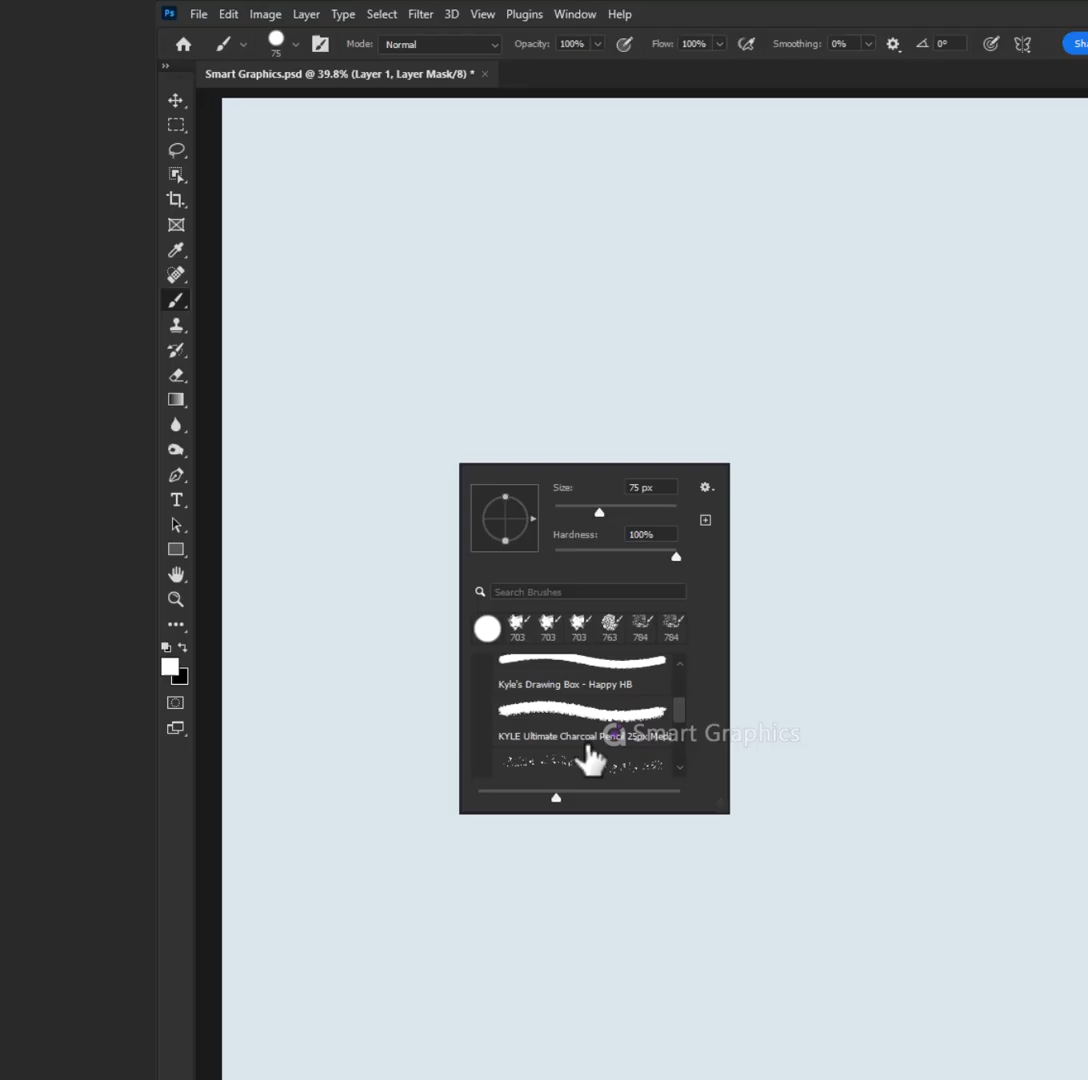 Ps File Edit Image Layer Type Select Filter 3D View Plugins Window Help
75 Mode: Normal Opacity: 100% Flow: 100% Smoothing: 0% 0° Sha
Smart Graphics.psd @ 39.8% (Layer 1, Layer Mask/8) * ×
Size: 75 px
Hardness: 100%
Search Brushes
703 703 703 763 784 784
Kyle's Drawing Box - Happy HB
KYLE Ultimate Charcoal Pencil 25px Med
Smart Graphics